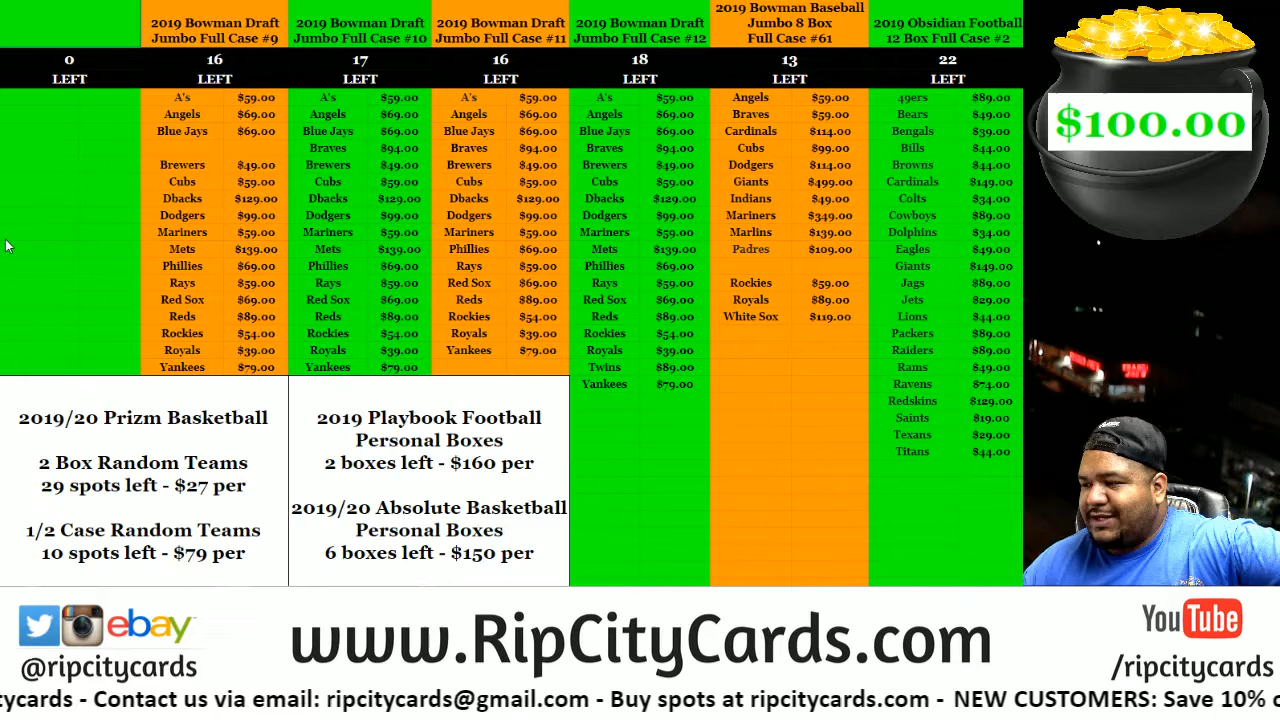 0
LEFT
2019 Bowman Draft
Jumbo Full Case #9
16
LEFT
A's $59.00
Angels $69.00
Blue Jays $69.00
Brewers $49.00
Cubs $59.00
Dbacks $129.00
Dodgers $99.00
Mariners $59.00
Mets $139.00
Phillies $69.00
Rays $59.00
Red Sox $69.00
Reds $89.00
Rockies $54.00
Royals $39.00
Yankees $79.00
2019 Bowman Draft
Jumbo Full Case #10
17
LEFT
A's $59.00
Angels $69.00
Blue Jays $69.00
Braves $94.00
Brewers $49.00
Cubs $59.00
Dbacks $129.00
Dodgers $99.00
Mariners $59.00
Mets $139.00
Phillies $69.00
Rays $59.00
Red Sox $69.00
Reds $89.00
Rockies $54.00
Royals $39.00
Yankees $79.00
2019 Bowman Draft
Jumbo Full Case #11
16
LEFT
A's $59.00
Angels $69.00
Blue Jays $69.00
Braves $94.00
Brewers $49.00
Cubs $59.00
Dbacks $129.00
Dodgers $99.00
Mariners $59.00
Phillies $69.00
Rays $59.00
Red Sox $69.00
Reds $89.00
Rockies $54.00
Royals $39.00
Yankees $79.00
2019 Bowman Draft
Jumbo Full Case #12
18
LEFT
A's $59.00
Angels $69.00
Blue Jays $69.00
Braves $94.00
Brewers $49.00
Cubs $59.00
Dbacks $129.00
Dodgers $99.00
Mariners $59.00
Mets $139.00
Phillies $69.00
Rays $59.00
Red Sox $69.00
Reds $89.00
Rockies $54.00
Royals $39.00
Twins $89.00
Yankees $79.00
2019 Bowman Baseball
Jumbo 8 Box
Full Case #61
13
LEFT
Angels $59.00
Braves $59.00
Cardinals $114.00
Cubs $99.00
Dodgers $114.00
Giants $499.00
Indians $49.00
Mariners $349.00
Marlins $139.00
Padres $109.00
Rockies $59.00
Royals $89.00
White Sox $119.00
2019 Obsidian Football
12 Box Full Case #2
22
LEFT
49ers $89.00
Bears $49.00
Bengals $39.00
Bills $44.00
Browns $44.00
Cardinals $149.00
Colts $34.00
Cowboys $89.00
Dolphins $34.00
Eagles $49.00
Giants $149.00
Jags $89.00
Jets $29.00
Lions $44.00
Packers $89.00
Raiders $89.00
Rams $49.00
Ravens $74.00
Redskins $129.00
Saints $19.00
Texans $29.00
Titans $44.00
$100.00
2019/20 Prizm Basketball
2 Box Random Teams
29 spots left - $27 per
1/2 Case Random Teams
10 spots left - $79 per
2019 Playbook Football
Personal Boxes
2 boxes left - $160 per
2019/20 Absolute Basketball
Personal Boxes
6 boxes left - $150 per
ebay
@ripcitycards
www.RipCityCards.com
YouTube
/ripcitycards
tycards - Contact us via email: ripcitycards@gmail.com - Buy spots at ripcitycards.com - NEW CUSTOMERS: Save 10% o